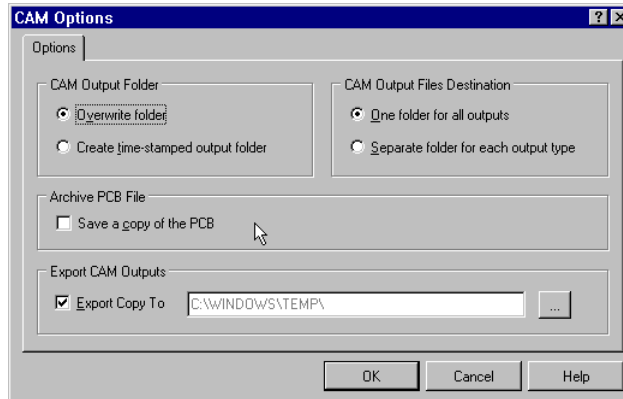 CAM Options
Options
CAM Output Folder
Overwrite folder
Create time-stamped output folder
CAM Output Files Destination
One folder for all outputs
Separate folder for each output type
Archive PCB File
Save a copy of the PCB
Export CAM Outputs
Export Copy To C:\WINDOWS\TEMP\ ...
OK Cancel Help